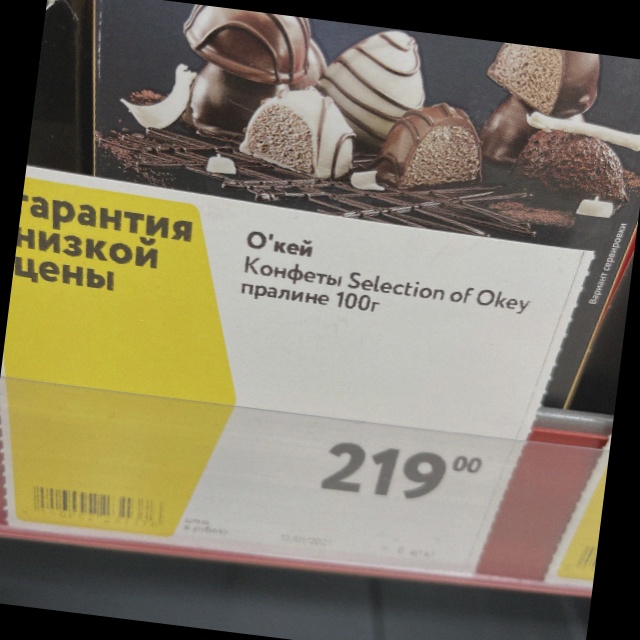 гарантия
низкой
цены
О'кей
Конфеты Selection of Okey
пралине 100г
Вариант сервировки
219 00